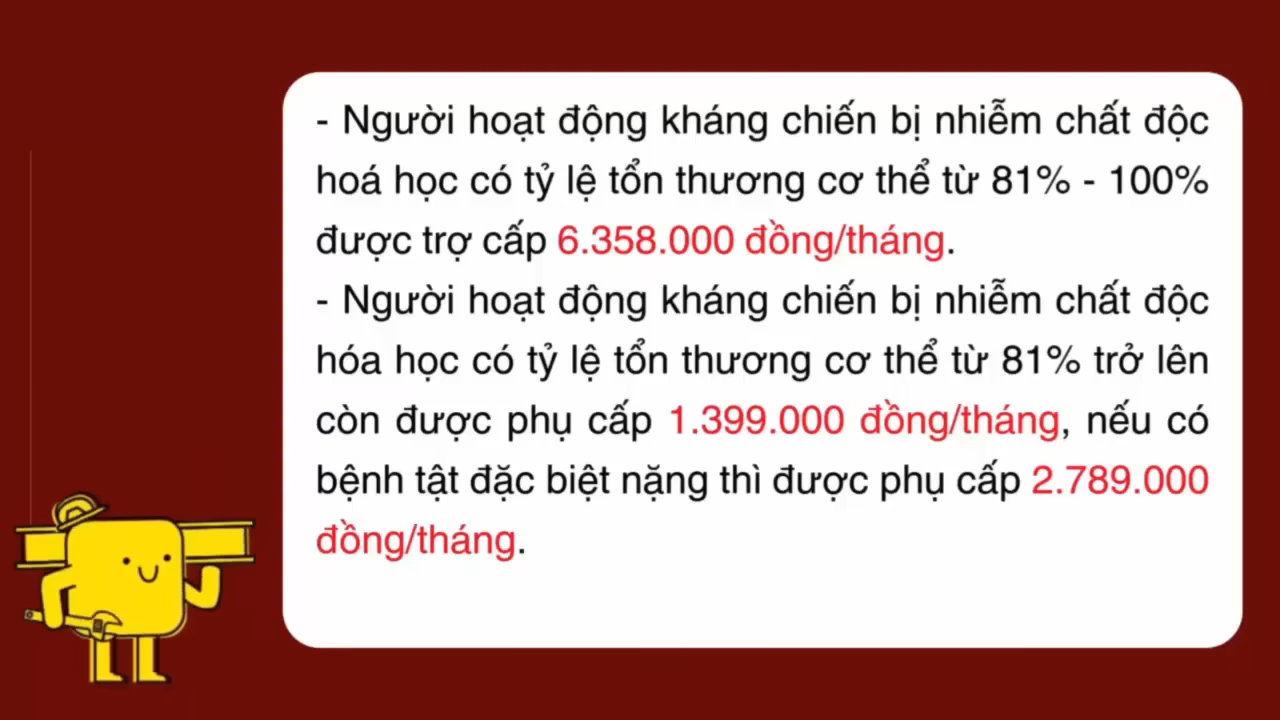 - Người hoạt động kháng chiến bị nhiễm chất độc
hoá học có tỷ lệ tổn thương cơ thể từ 81% - 100%
được trợ cấp 6.358.000 đồng/tháng.
- Người hoạt động kháng chiến bị nhiễm chất độc
hóa học có tỷ lệ tổn thương cơ thể từ 81% trở lên
còn được phụ cấp 1.399.000 đồng/tháng, nếu có
bệnh tật đặc biệt nặng thì được phụ cấp 2.789.000
đồng/tháng.